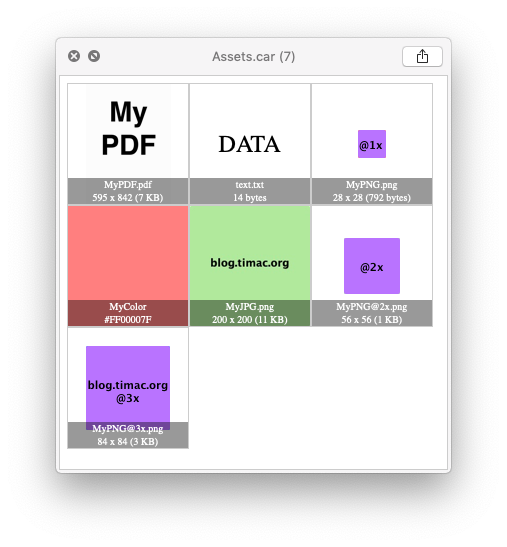 Assets.car (7)
My
PDF
MyPDF.pdf
595 x 842 (7 KB)
DATA
text.txt
14 bytes
@1x
MyPNG.png
28 x 28 (792 bytes)
MyColor
#FF00007F
blog.timac.org
MyJPG.png
200 x 200 (11 KB)
@2x
MyPNG@2x.png
56 x 56 (1 KB)
blog.timac.org
@3x
MyPNG@3x.png
84 x 84 (3 KB)